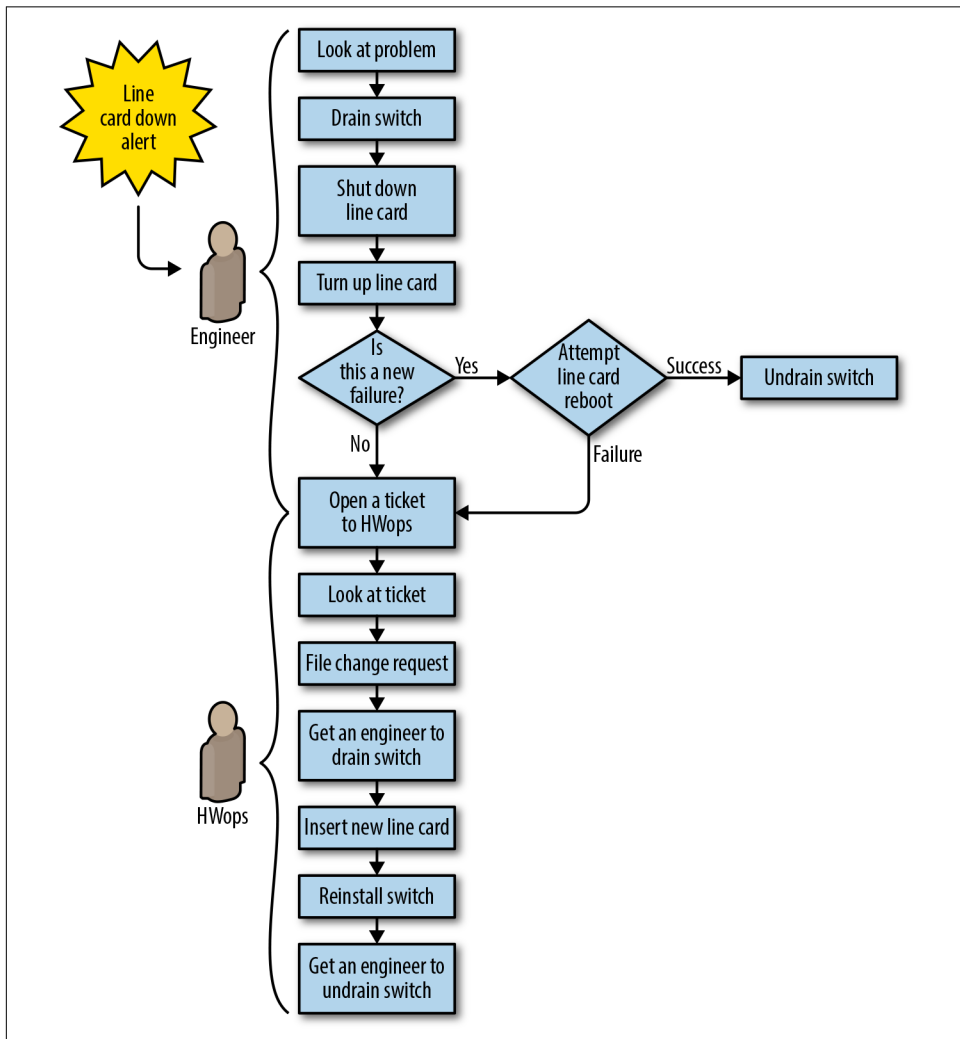 Line
card down
alert
Engineer
Look at problem
Drain switch
Shut down
line card
Turn up line card
Is
this a new
failure?
Yes
Attempt
line card
reboot
Success
Undrain switch
No
Failure
Open a ticket
to HWops
Look at ticket
File change request
Get an engineer to
drain switch
HWops
Insert new line card
Reinstall switch
Get an engineer to
undrain switch